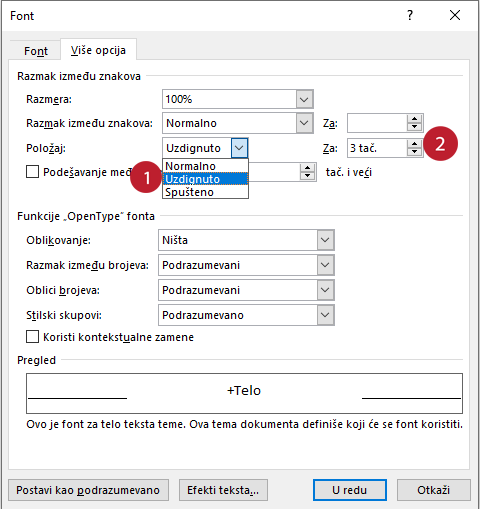 Font ?
Font Više opcija
Razmak između znakova
Razmera: 100%
Razmak između znakova: Normalno Za:
Položaj: Uzdignuto Za: 3 tač. 2
Normalno
Podešavanje međ 1 Uzdignuto tač. i veći
Spušteno
Funkcije „OpenType“ fonta
Oblikovanje: Ništa
Razmak između brojeva: Podrazumevani
Oblici brojeva: Podrazumevani
Stilski skupovi: Podrazumevano
Koristi kontekstualne zamene
Pregled
+Telo
Ovo je font za telo teksta teme. Ova tema dokumenta definiše koji će se font koristiti.
Postavi kao podrazumevano Efekti teksta... U redu Otkaži